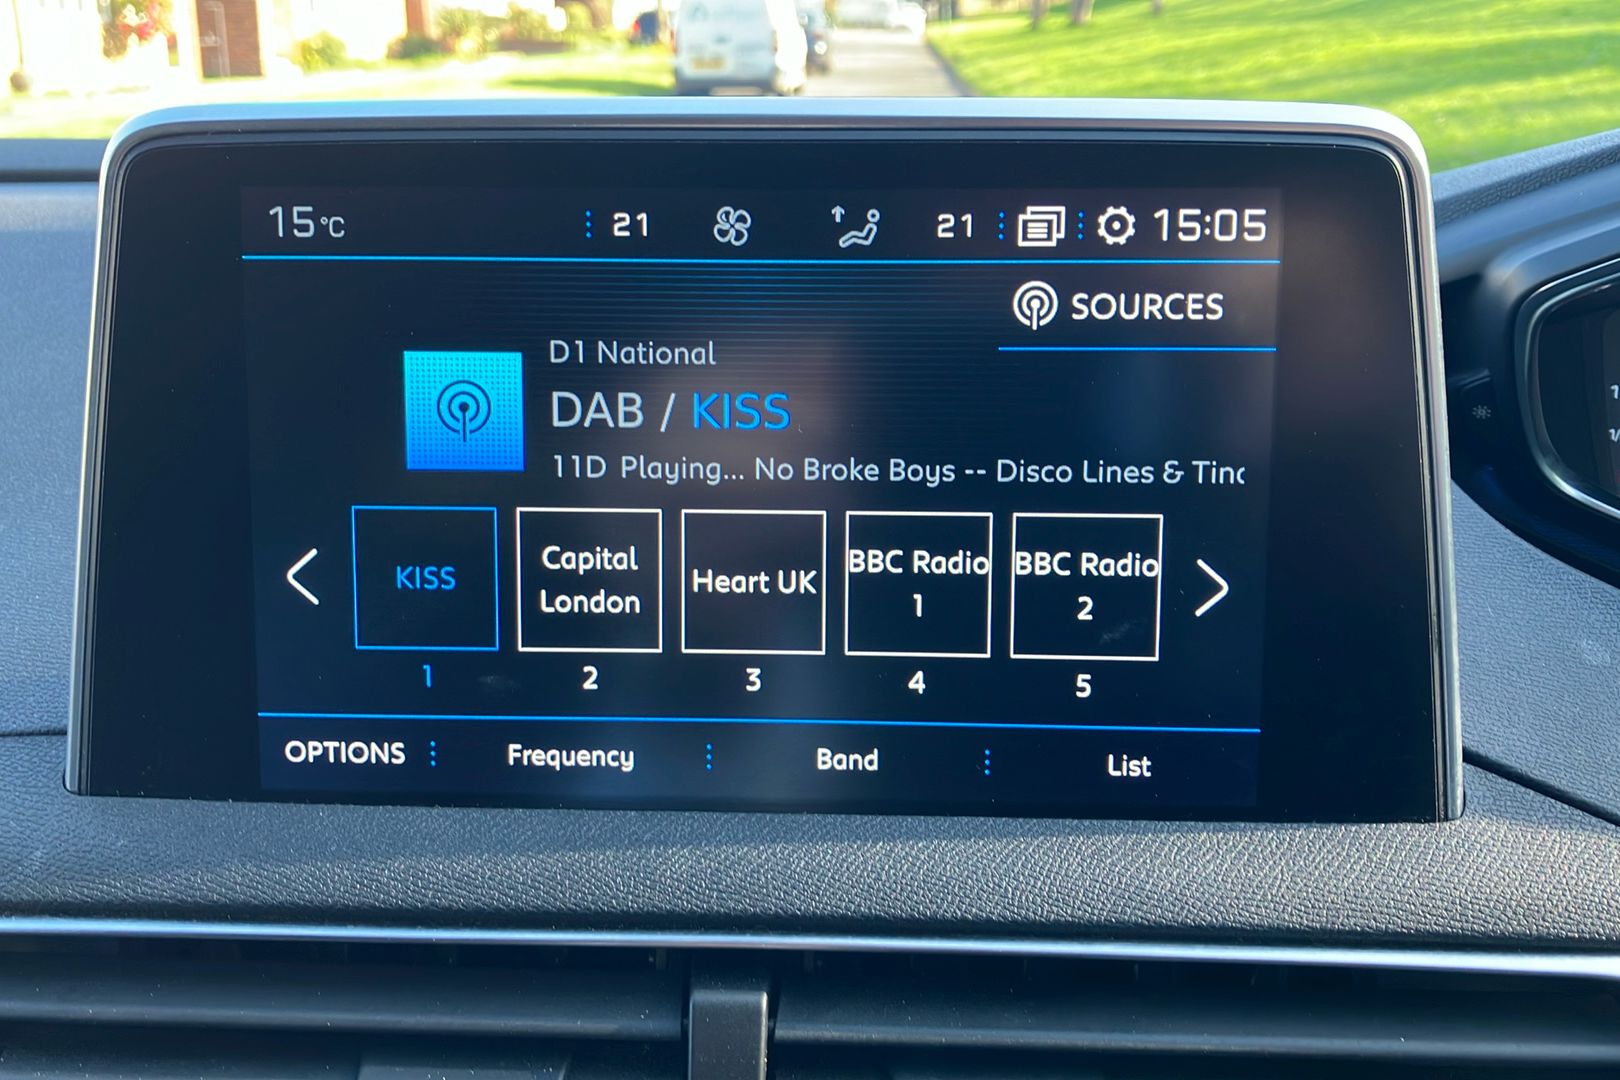 15°C 21 21 15:05
SOURCES
D1 National
DAB / KISS
11D Playing... No Broke Boys -- Disco Lines & Tinc
KISS
Capital
London
Heart UK
BBC Radio
1
BBC Radio
2
1 2 3 4 5
OPTIONS Frequency Band List